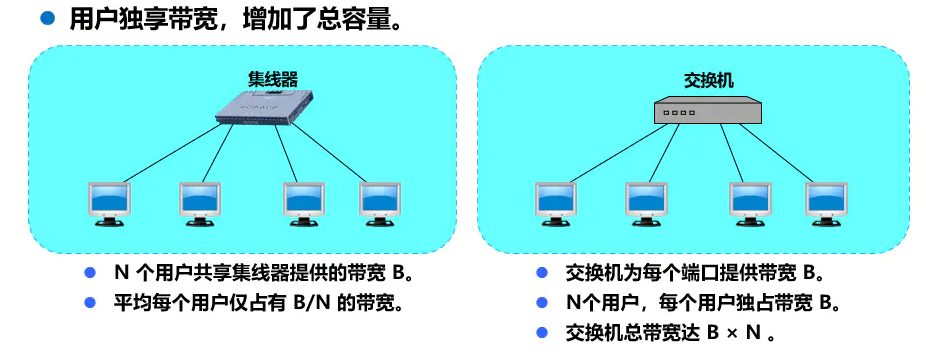 用户独享带宽，增加了总容量。
集线器
交换机
N 个用户共享集线器提供的带宽 B。
平均每个用户仅占有 B/N 的带宽。
交换机为每个端口提供带宽 B。
N个用户，每个用户独占带宽 B。
交换机总带宽达 B × N 。